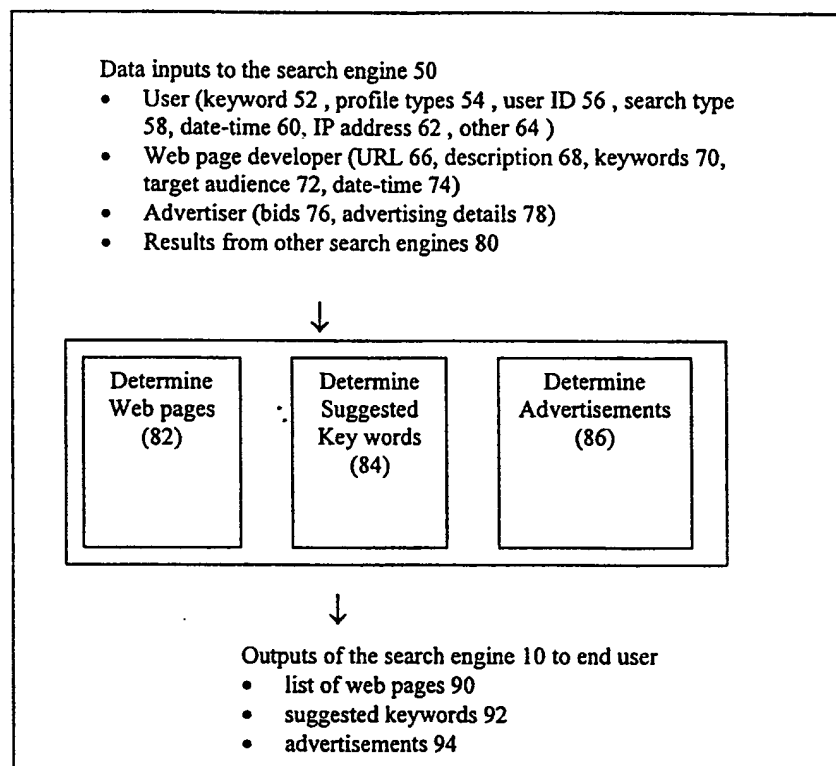 Data inputs to the search engine 50
• User (keyword 52 , profile types 54 , user ID 56 , search type
58, date-time 60, IP address 62 , other 64 )
• Web page developer (URL 66, description 68, keywords 70,
target audience 72, date-time 74)
• Advertiser (bids 76, advertising details 78)
• Results from other search engines 80
↓
Determine
Web pages
(82)
Determine
Suggested
Key words
(84)
Determine
Advertisements
(86)
↓
Outputs of the search engine 10 to end user
• list of web pages 90
• suggested keywords 92
• advertisements 94